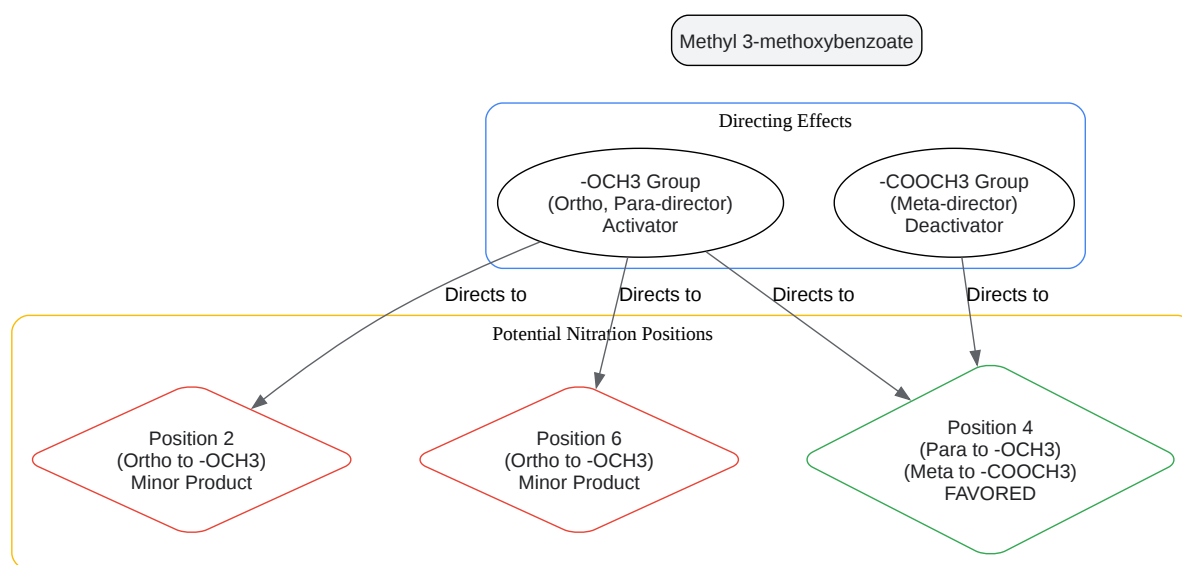 Methyl 3-methoxybenzoate
Directing Effects
-OCH3 Group
(Ortho, Para-director)
Activator
-COOCH3 Group
(Meta-director)
Deactivator
Directs to
Directs to
Directs to
Directs to
Potential Nitration Positions
Position 2
(Ortho to -OCH3)
Minor Product
Position 6
(Ortho to -OCH3)
Minor Product
Position 4
(Para to -OCH3)
(Meta to -COOCH3)
FAVORED